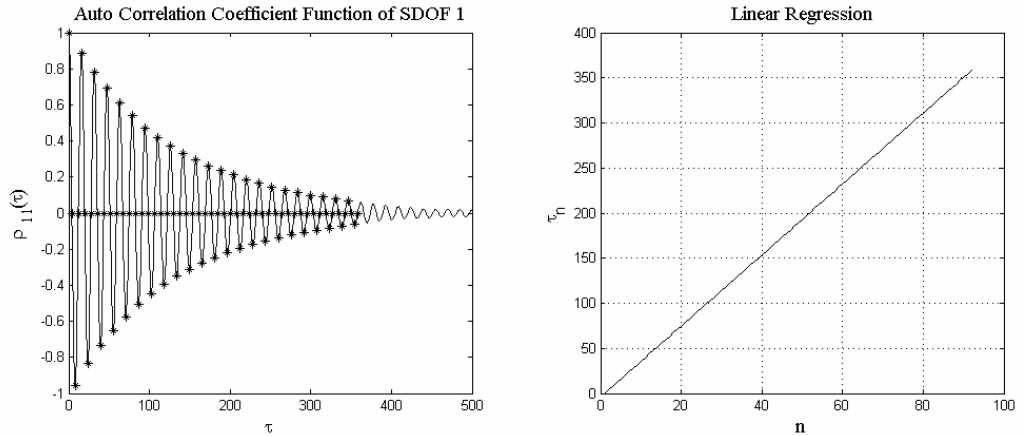 Auto Correlation Coefficient Function of SDOF 1
1
0.8
0.6
0.4
0.2
0
-0.2
-0.4
-0.6
-0.8
-1
0 100 200 300 400 500
ρ11(τ)
τ
Linear Regression
400
350
300
250
200
150
100
50
0
0 20 40 60 80 100
τn
n